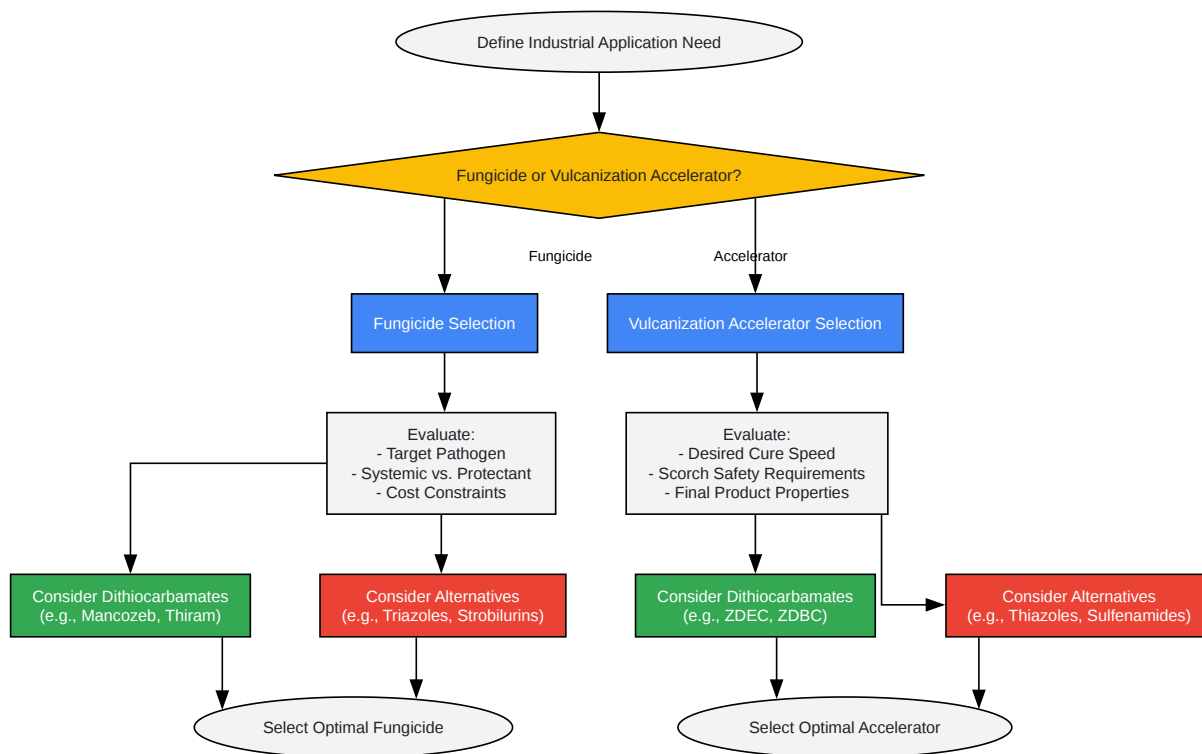 Define Industrial Application Need
Fungicide or Vulcanization Accelerator?
Fungicide
Accelerator
Fungicide Selection
Vulcanization Accelerator Selection
Evaluate:
- Target Pathogen
- Systemic vs. Protectant
- Cost Constraints
Evaluate:
- Desired Cure Speed
- Scorch Safety Requirements
- Final Product Properties
Consider Dithiocarbamates
(e.g., Mancozeb, Thiram)
Consider Alternatives
(e.g., Triazoles, Strobilurins)
Consider Dithiocarbamates
(e.g., ZDEC, ZDBC)
Consider Alternatives
(e.g., Thiazoles, Sulfenamides)
Select Optimal Fungicide
Select Optimal Accelerator